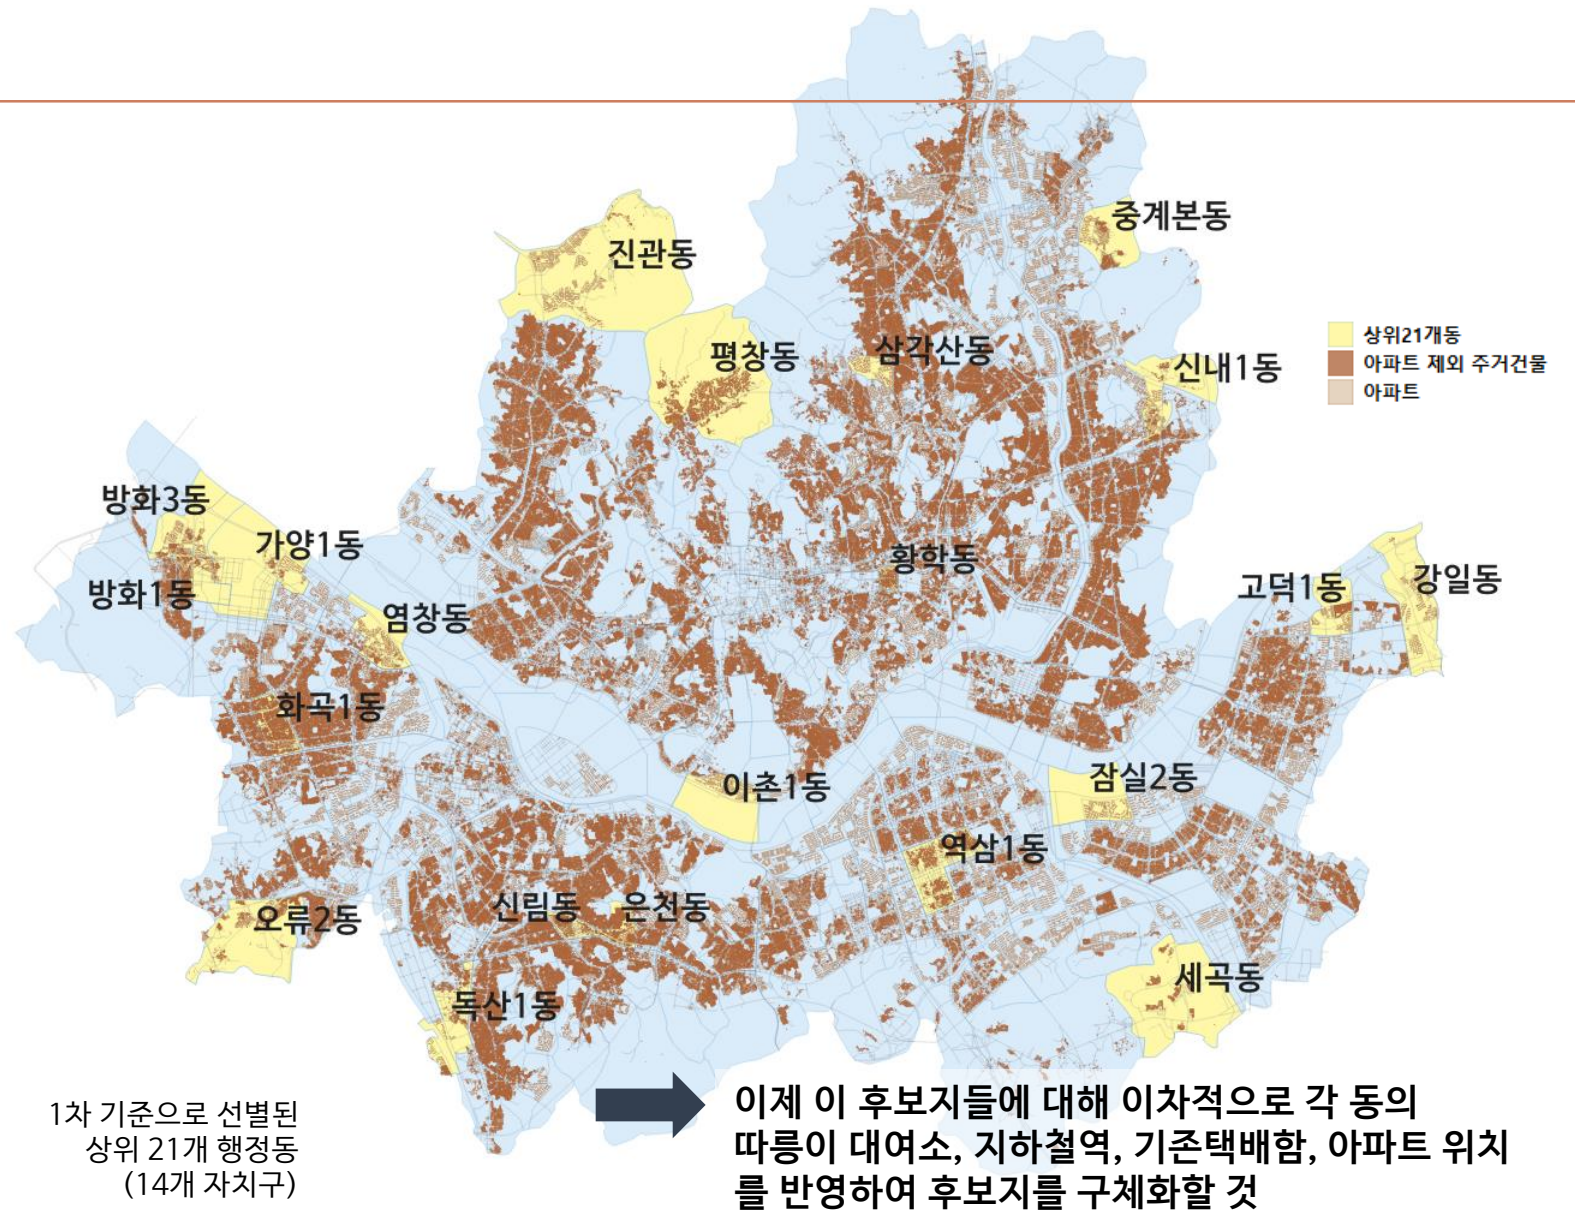 중계본동
진관동
상위21개동
평창동
삼각산동
신내1동
아파트 제외 주거건물
아파트
방화3동
가양1동
황학동
방화1동
고덕1동
강일동
염창동
화곡1동
이촌1동
잠실2동
역삼1동
신림동
은천동
오류2동
세곡동
독산1동
1차 기준으로 선별된
상위 21개 행정동
(14개 자치구)
이제 이 후보지들에 대해 이차적으로 각 동의
따릉이 대여소, 지하철역, 기존택배함, 아파트 위치
를 반영하여 후보지를 구체화할 것